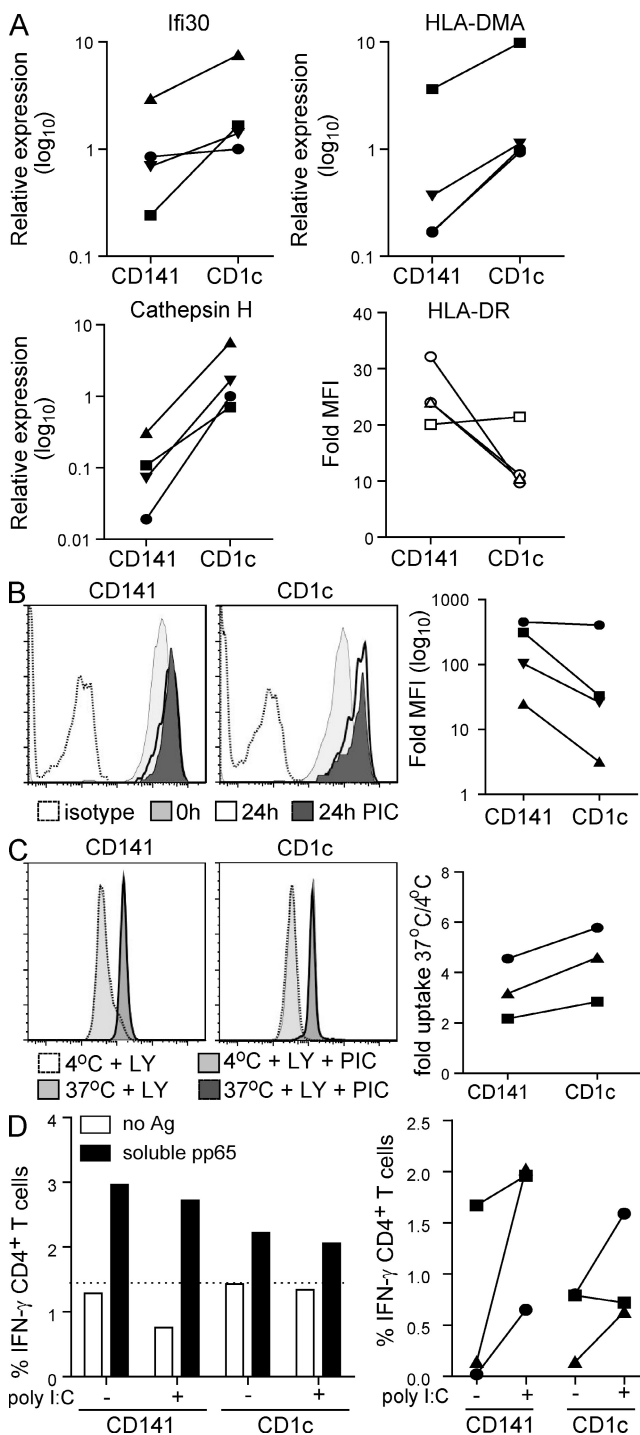 A
Ifi30
Relative expression
(log10)
10
1
0.1
CD141
CD1c
HLA-DMA
Relative expression
(log10)
10
1
0.1
CD141
CD1c
Cathepsin H
Relative expression
(log10)
10
1
0.1
0.01
CD141
CD1c
HLA-DR
Fold MFI
40
30
20
10
0
CD141
CD1c
B
CD141
CD1c
isotype
0h
24h
24h PIC
Fold MFI (log10)
1000
100
10
1
CD141
CD1c
C
CD141
CD1c
4°C + LY
4°C + LY + PIC
37°C + LY
37°C + LY + PIC
fold uptake 37°C/4°C
8
6
4
2
0
CD141
CD1c
D
no Ag
soluble pp65
% IFN-γ CD4+ T cells
4
3
2
1
0
poly I:C
-
+
-
+
CD141
CD1c
% IFN-γ CD4+ T cells
2.5
2.0
1.5
1.0
0.5
0.0
poly I:C
-
+
-
+
CD141
CD1c